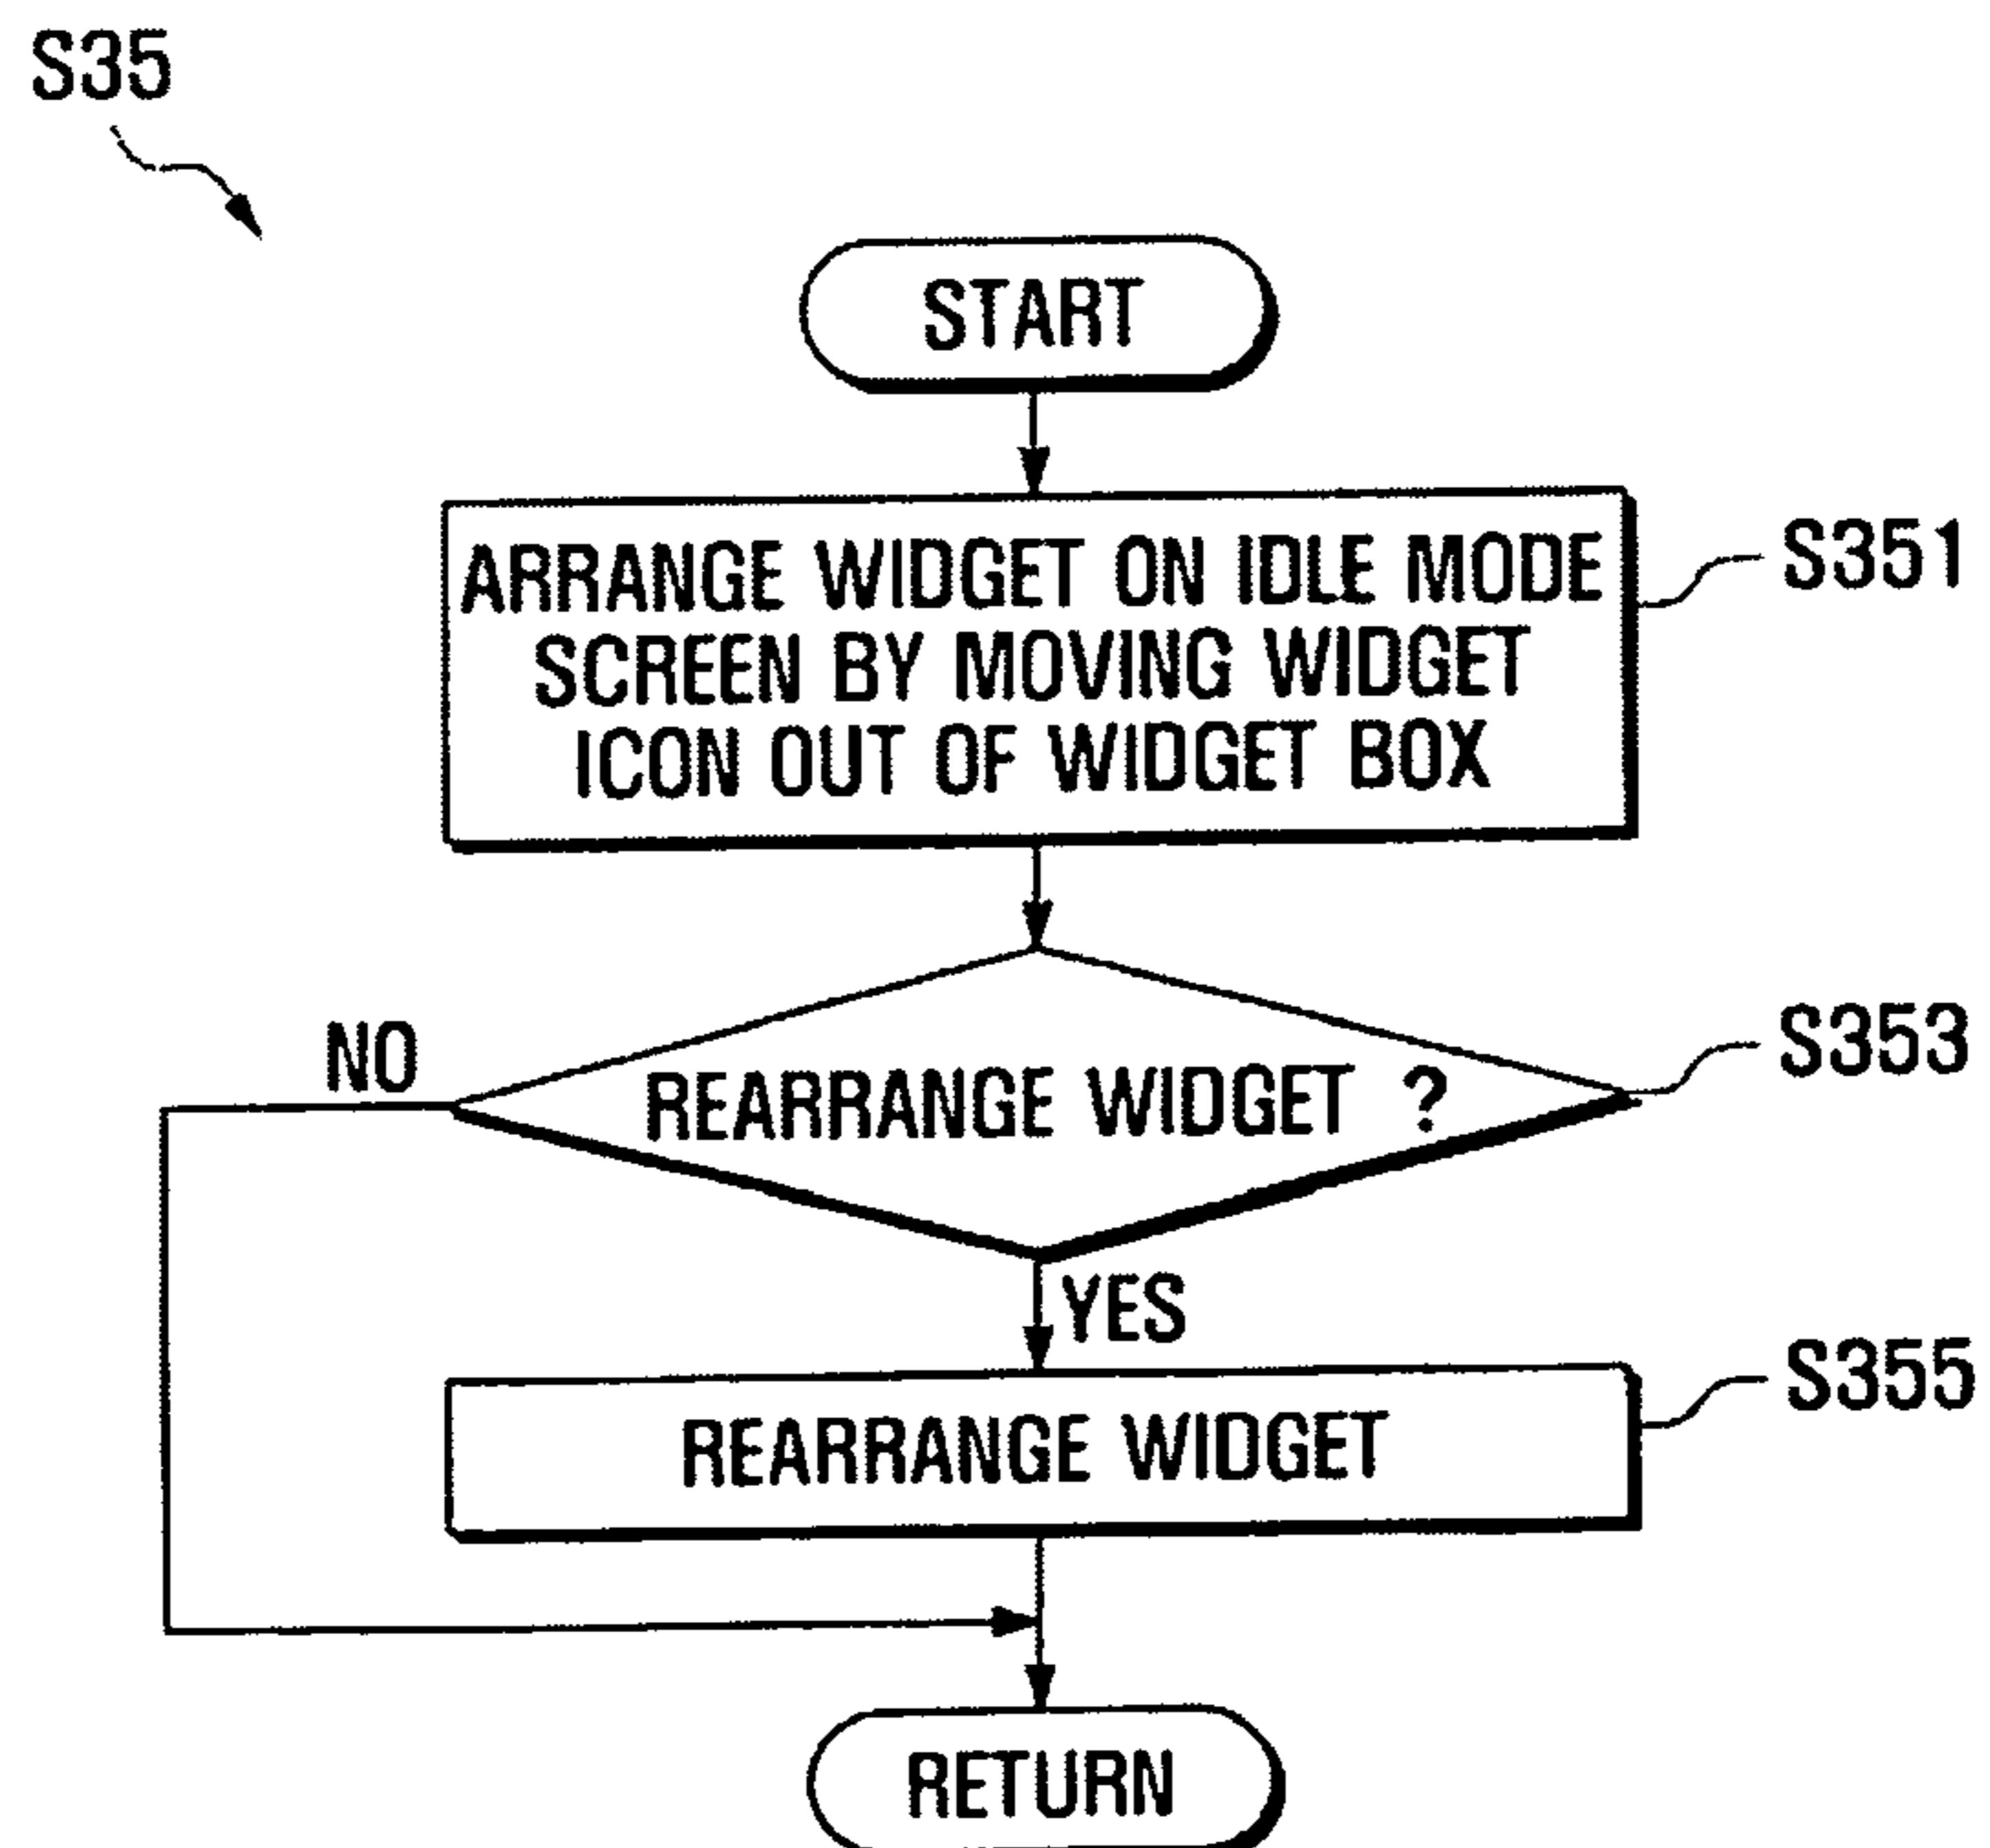 S35
START
ARRANGE WIDGET ON IDLE MODE
SCREEN BY MOVING WIDGET
ICON OUT OF WIDGET BOX
S351
NO
REARRANGE WIDGET ?
S353
YES
REARRANGE WIDGET
S355
RETURN